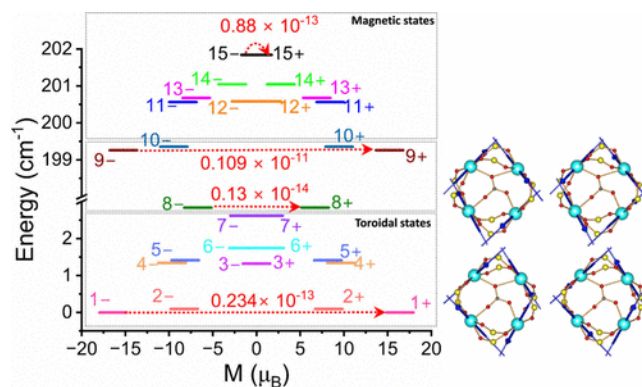 0.88 × 10⁻¹³
Magnetic states
202
15− 15+
14− 14+
201
13− 13+
11− 12− 12+ 11+
200
10− 10+
199
9− 9+
0.109 × 10⁻¹¹
0.13 × 10⁻¹⁴
8− 8+
7− 7+
Toroidal states
2
6− 6+
5− 5+
4− 3− 3+ 4+
1
2− 0.234× 10⁻¹³ 2+
1− 1+
0
Energy (cm⁻¹)
−20 −15 −10 −5 0 5 10 15 20
M (μB)